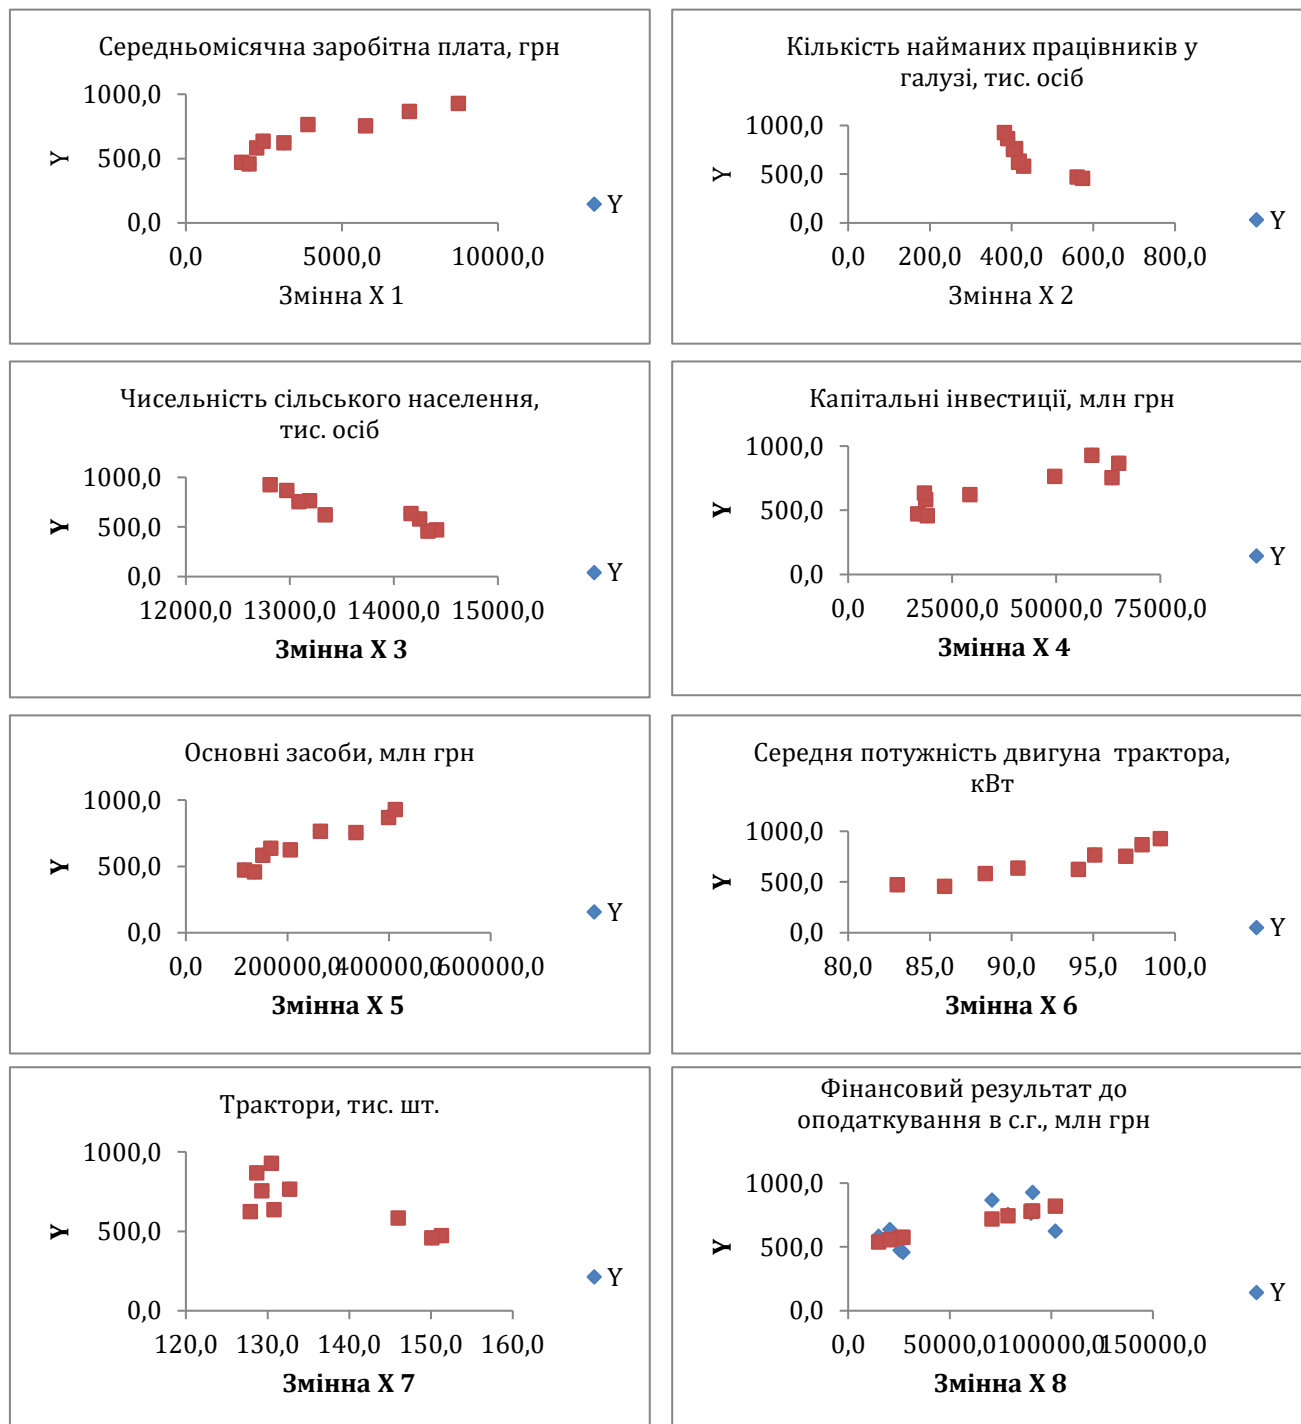 Середньомісячна заробітна плата, грн
1000,0
500,0
0,0
Y
Y
0,0 5000,0 10000,0
Змінна X 1
Кількість найманих працівників у
галузі, тис. осіб
1000,0
500,0
0,0
Y
Y
0,0 200,0 400,0 600,0 800,0
Змінна X 2
Чисельність сільського населення,
тис. осіб
1000,0
500,0
0,0
Y
Y
12000,0 13000,0 14000,0 15000,0
Змінна X 3
Капітальні інвестиції, млн грн
1000,0
500,0
0,0
Y
Y
0,0 25000,0 50000,0 75000,0
Змінна X 4
Основні засоби, млн грн
1000,0
500,0
0,0
Y
Y
0,0 200000,0 400000,0 600000,0
Змінна X 5
Середня потужність двигуна трактора,
кВт
1000,0
500,0
0,0
Y
Y
80,0 85,0 90,0 95,0 100,0
Змінна X 6
Трактори, тис. шт.
1000,0
500,0
0,0
Y
Y
120,0 130,0 140,0 150,0 160,0
Змінна X 7
Фінансовий результат до
оподаткування в с.г., млн грн
1000,0
500,0
0,0
Y
Y
0,0 50000,0 100000,0 150000,0
Змінна X 8